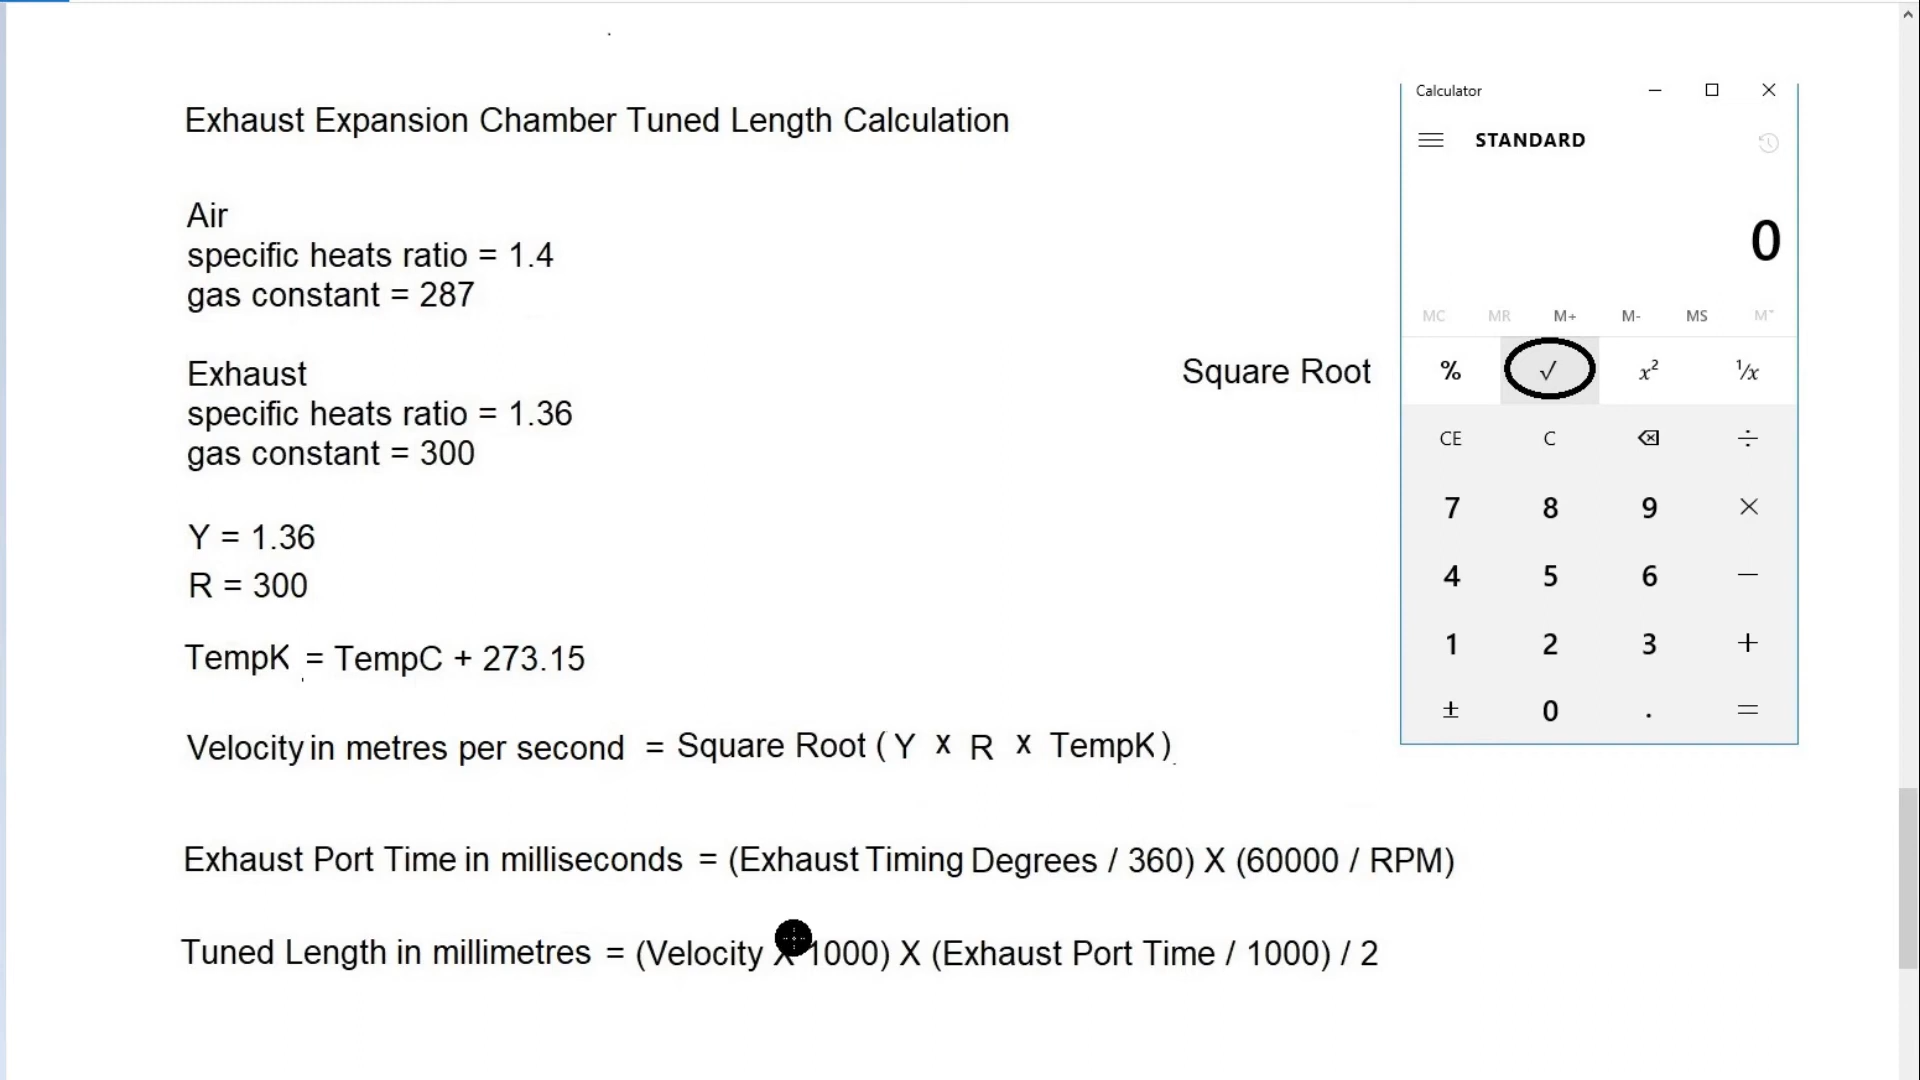 Exhaust Expansion Chamber Tuned Length Calculation
Air
specific heats ratio = 1.4
gas constant = 287
Exhaust
specific heats ratio = 1.36
gas constant = 300
Y = 1.36
R = 300
TempK = TempC + 273.15
Velocity in metres per second = Square Root ( Y x R x TempK )
Exhaust Port Time in milliseconds = (Exhaust Timing Degrees / 360) X (60000 / RPM)
Tuned Length in millimetres = (Velocity X 1000) X (Exhaust Port Time / 1000) / 2
Square Root
Calculator
STANDARD
0
MC MR M+ M- MS M˅
% √ x² ¹/x
CE C ÷
7 8 9 ×
4 5 6 −
1 2 3 +
± 0 . =